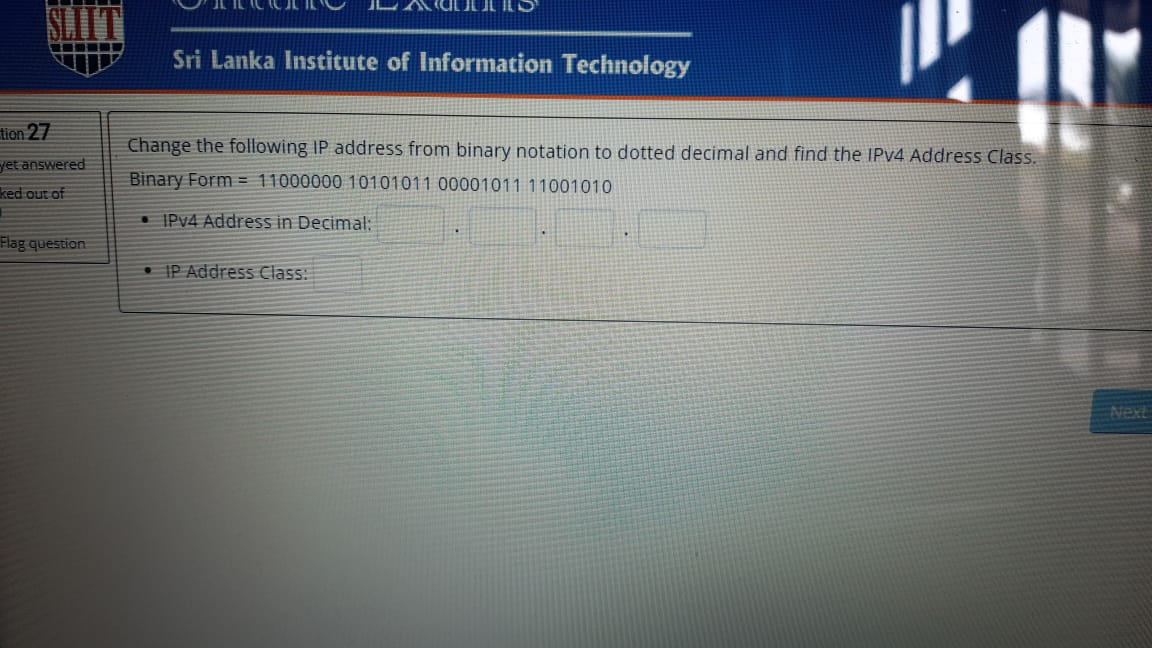 SLIIT
Online Exams
Sri Lanka Institute of Information Technology
tion 27
yet answered
ked out of
Flag question
Change the following IP address from binary notation to dotted decimal and find the IPv4 Address Class.
Binary Form = 11000000 10101011 00001011 11001010
• IPv4 Address in Decimal: . . .
• IP Address Class:
Next